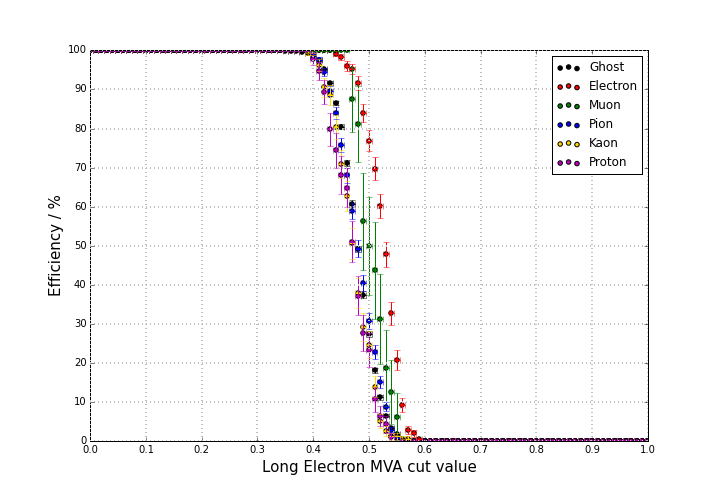 100
90
80
70
60
50
40
30
20
10
0
Efficiency / %
Ghost
Electron
Muon
Pion
Kaon
Proton
0.0 0.1 0.2 0.3 0.4 0.5 0.6 0.7 0.8 0.9 1.0
Long Electron MVA cut value